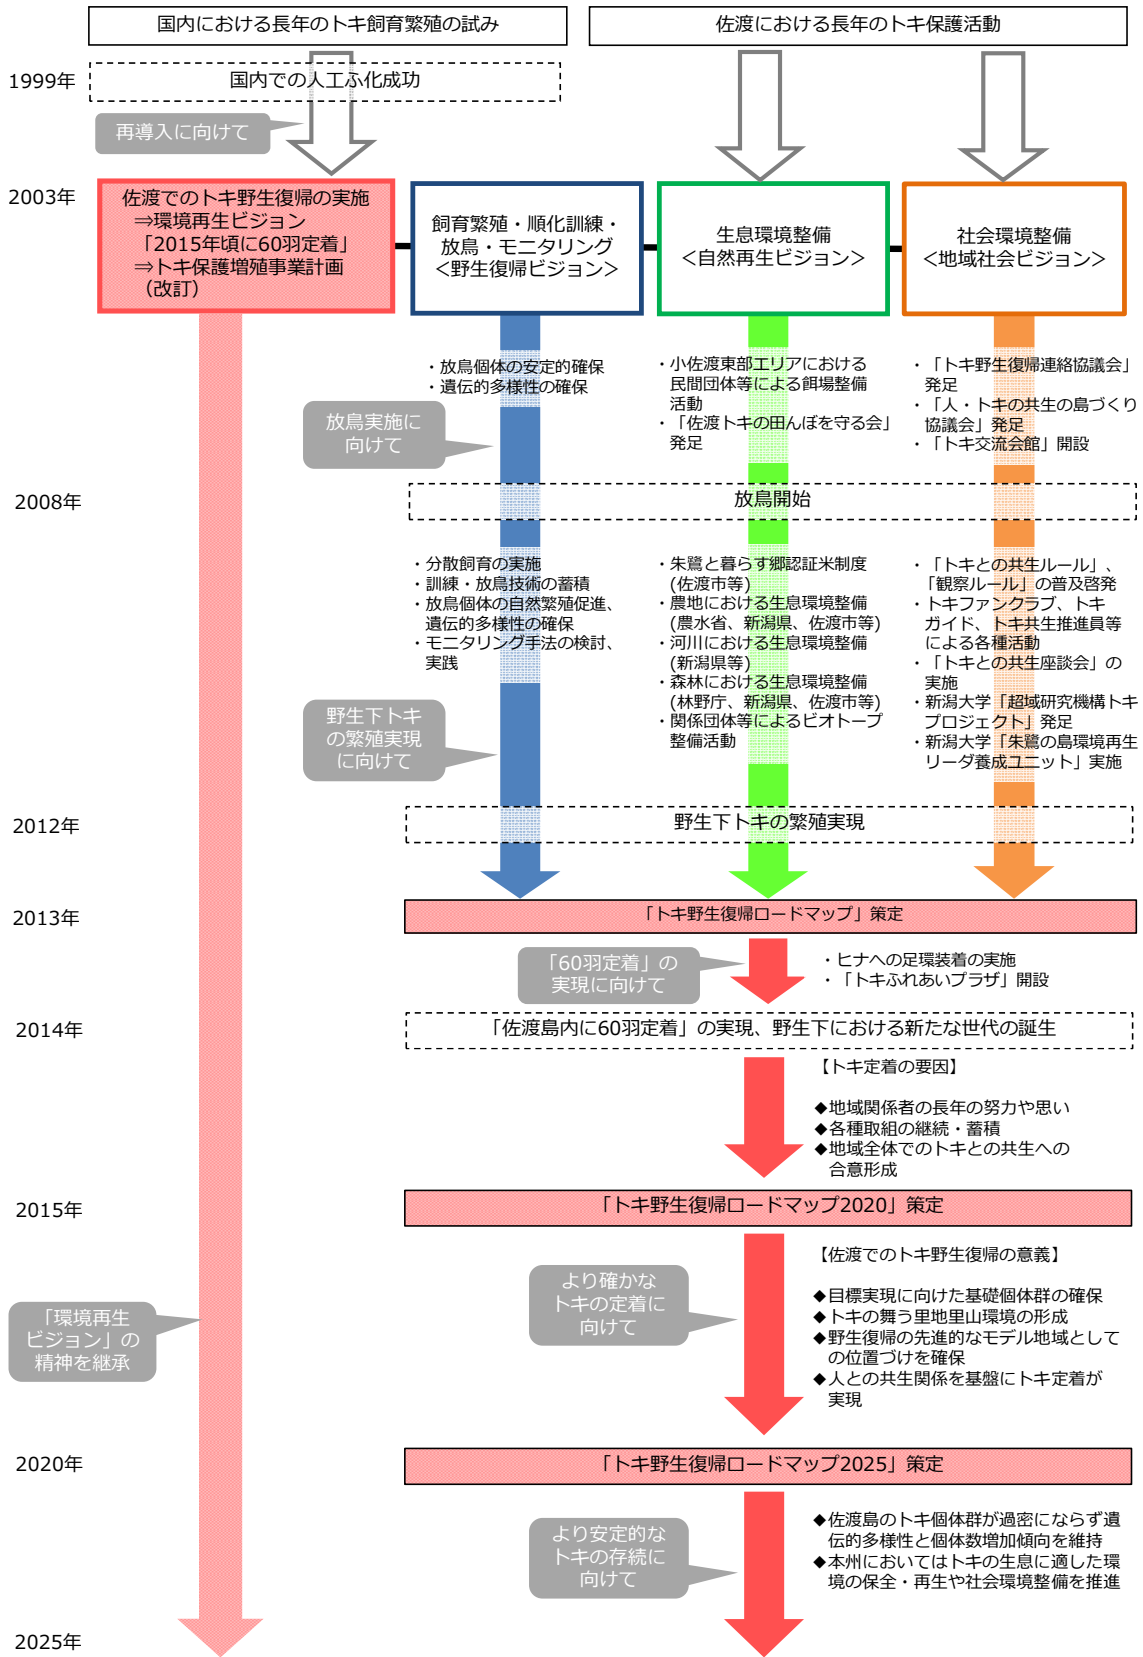 国内における長年のトキ飼育繁殖の試み
佐渡における長年のトキ保護活動
1999年
国内での人工ふ化成功
再導入に向けて
2003年
佐渡でのトキ野生復帰の実施
⇒環境再生ビジョン
「2015年頃に60羽定着」
⇒トキ保護増殖事業計画
（改訂）
飼育繁殖・順化訓練・
放鳥・モニタリング
＜野生復帰ビジョン＞
生息環境整備
＜自然再生ビジョン＞
社会環境整備
＜地域社会ビジョン＞
・放鳥個体の安定的確保
・遺伝的多様性の確保
・小佐渡東部エリアにおける
民間団体等による餌場整備
活動
・「佐渡トキの田んぼを守る会」
発足
・「トキ野生復帰連絡協議会」
発足
・「人・トキの共生の島づくり
協議会」発足
・「トキ交流会館」開設
放鳥実施に
向けて
2008年
放鳥開始
・分散飼育の実施
・訓練・放鳥技術の蓄積
・放鳥個体の自然繁殖促進、
遺伝的多様性の確保
・モニタリング手法の検討、
実践
・朱鷺と暮らす郷認証米制度
(佐渡市等)
・農地における生息環境整備
(農水省、新潟県、佐渡市等)
・河川における生息環境整備
(新潟県等)
・森林における生息環境整備
(林野庁、新潟県、佐渡市等)
・関係団体等によるビオトープ
整備活動
・「トキとの共生ルール」、
「観察ルール」の普及啓発
・トキファンクラブ、トキ
ガイド、トキ共生推進員等
による各種活動
・「トキとの共生座談会」の
実施
・新潟大学「超域研究機構トキ
プロジェクト」発足
・新潟大学「朱鷺の島環境再生
リーダ養成ユニット」実施
野生下トキ
の繁殖実現
に向けて
2012年
野生下トキの繁殖実現
2013年
「トキ野生復帰ロードマップ」策定
「60羽定着」の
実現に向けて
・ヒナへの足環装着の実施
・「トキふれあいプラザ」開設
2014年
「佐渡島内に60羽定着」の実現、野生下における新たな世代の誕生
【トキ定着の要因】
◆地域関係者の長年の努力や思い
◆各種取組の継続・蓄積
◆地域全体でのトキとの共生への
合意形成
2015年
「トキ野生復帰ロードマップ2020」策定
【佐渡でのトキ野生復帰の意義】
◆目標実現に向けた基礎個体群の確保
◆トキの舞う里地里山環境の形成
◆野生復帰の先進的なモデル地域として
の位置づけを確保
◆人との共生関係を基盤にトキ定着が
実現
より確かな
トキの定着に
向けて
「環境再生
ビジョン」の
精神を継承
2020年
「トキ野生復帰ロードマップ2025」策定
より安定的な
トキの存続に
向けて
◆佐渡島のトキ個体群が過密にならず遺
伝的多様性と個体数増加傾向を維持
◆本州においてはトキの生息に適した環
境の保全・再生や社会環境整備を推進
2025年